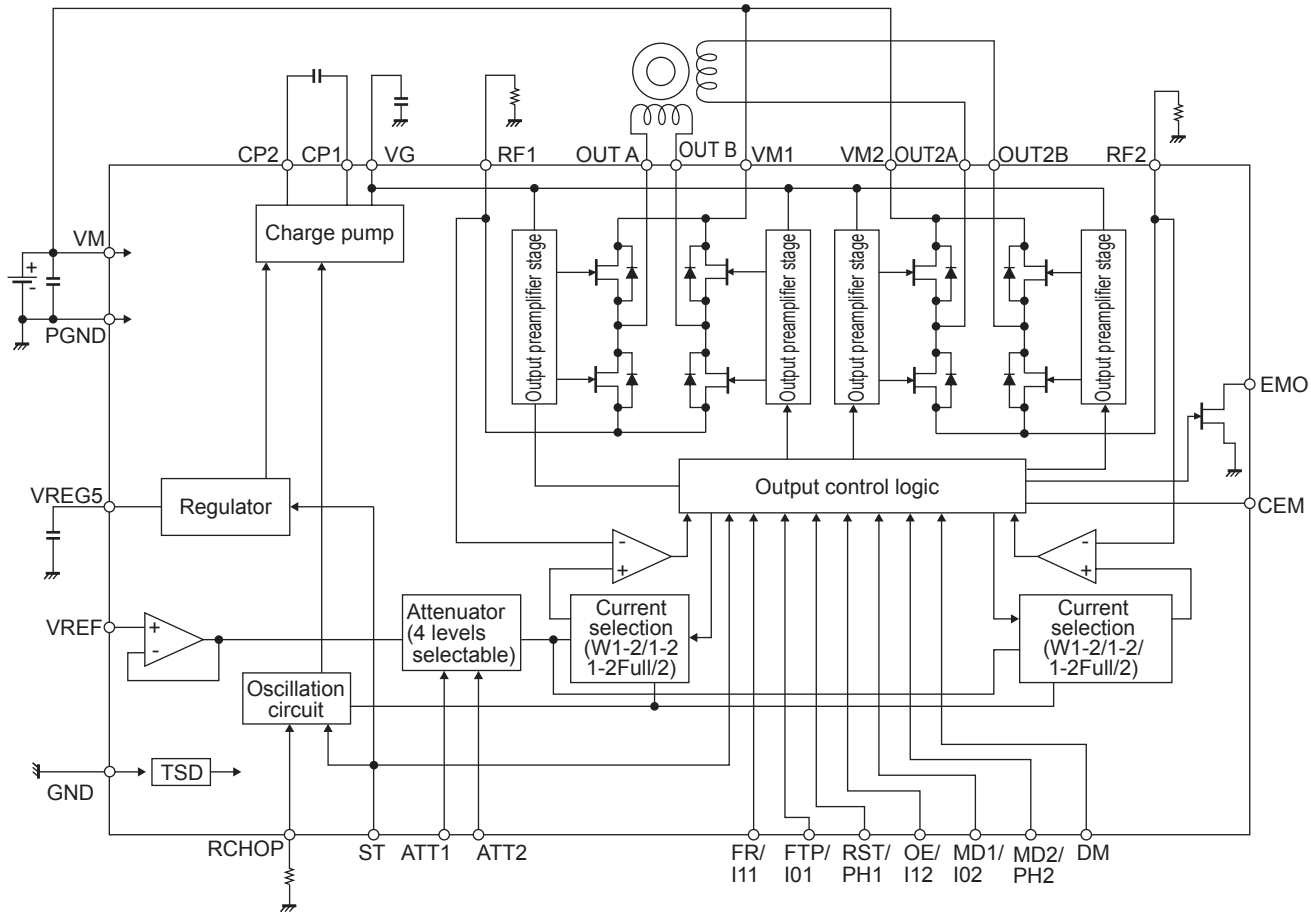 CP2
CP1
VG
RF1
OUT A
OUT B
VM1
VM2
OUT2A
OUT2B
RF2
VM
+
-
PGND
Charge pump
Output preamplifier stage
Output preamplifier stage
Output preamplifier stage
Output preamplifier stage
EMO
VREG5
Regulator
Output control logic
CEM
-
+
-
+
VREF
+
-
Attenuator
(4 levels
selectable)
Current
selection
(W1-2/1-2
1-2Full/2)
Current
selection
(W1-2/1-2/
1-2Full/2)
Oscillation
circuit
TSD
GND
RCHOP
ST
ATT1
ATT2
FR/
I11
FTP/
I01
RST/
PH1
OE/
I12
MD1/
I02
MD2/
PH2
DM